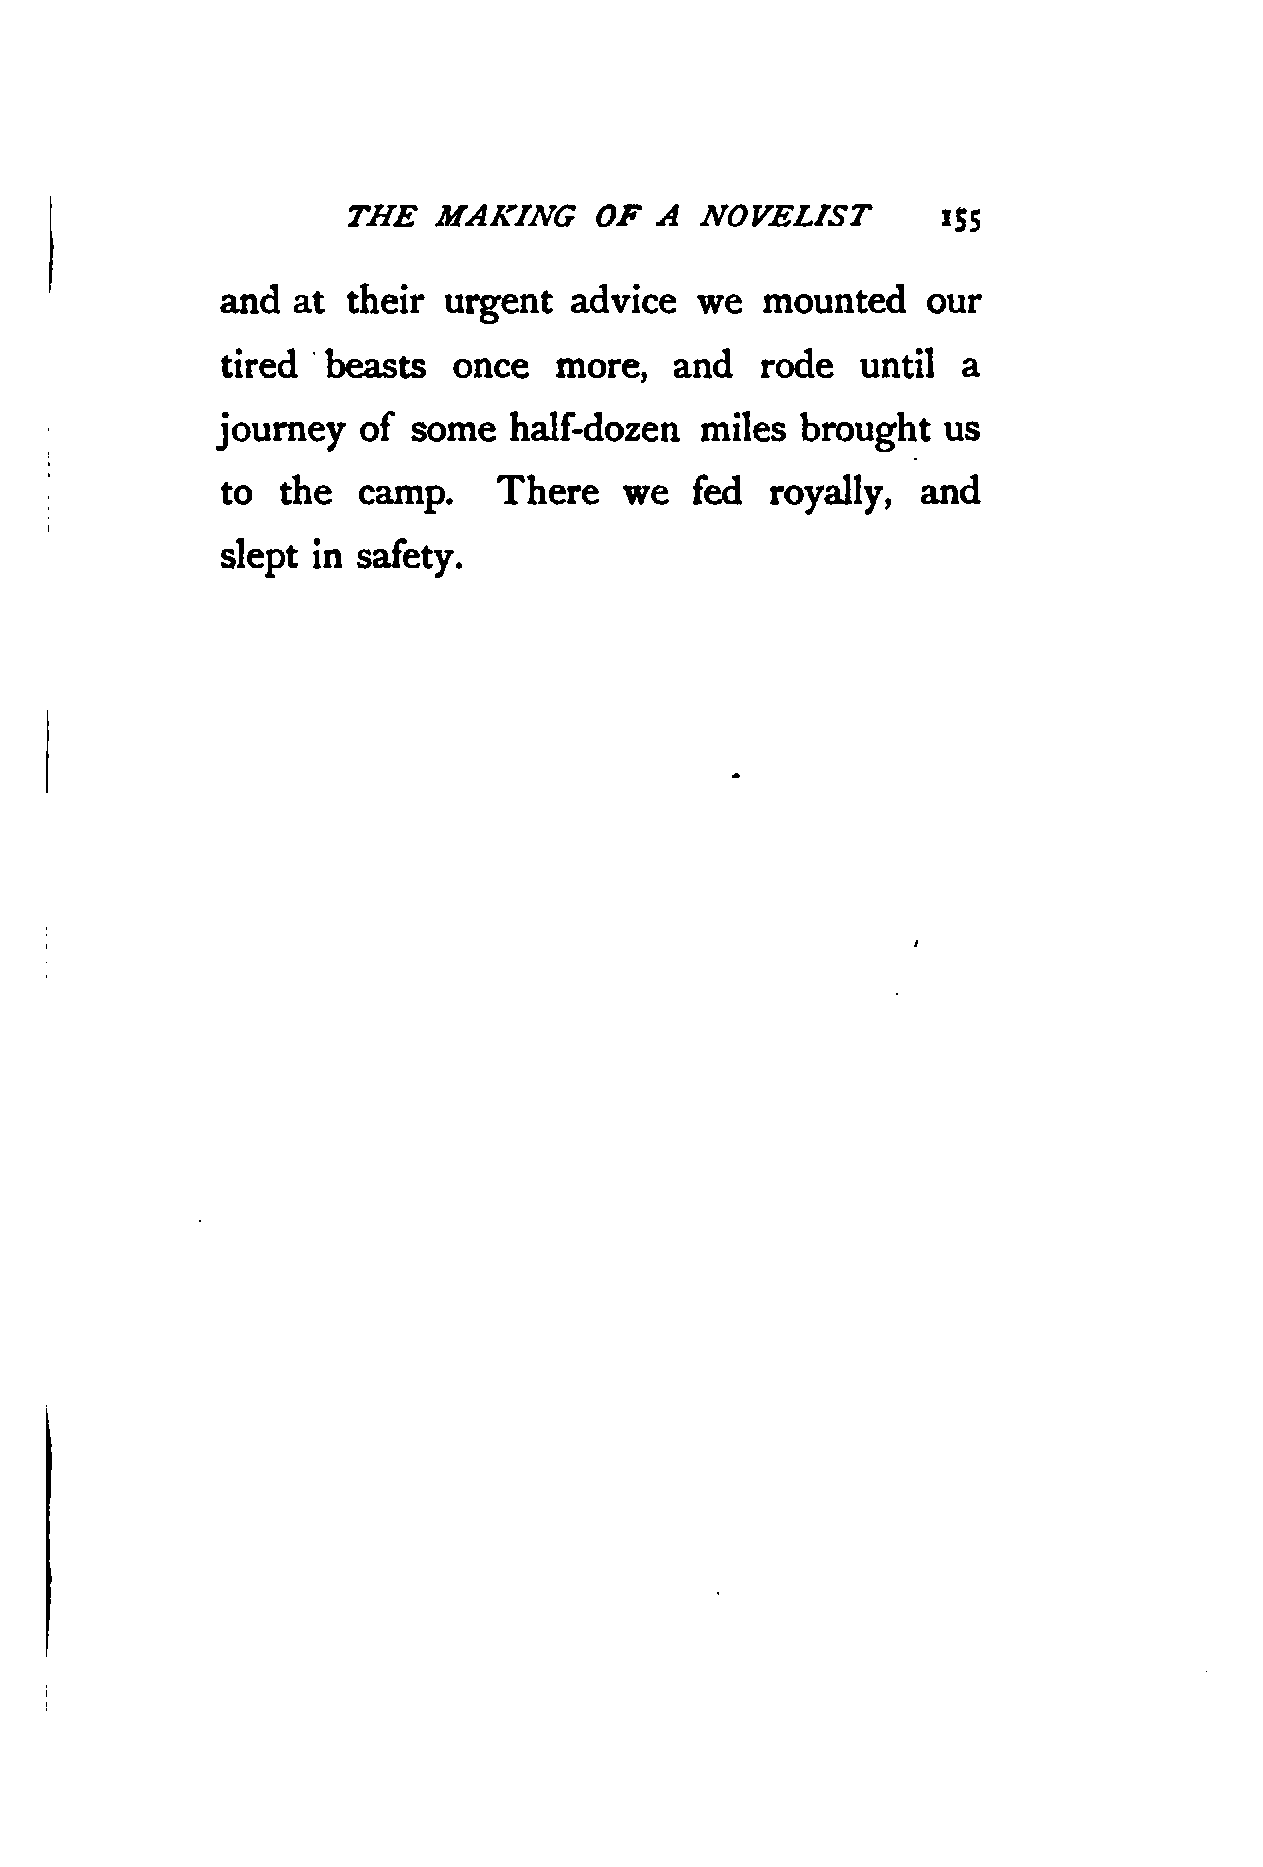 THE MAKING OF A NOVELIST 155
and at their urgent advice we mounted our
tired beasts once more, and rode until a
journey of some half-dozen miles brought us
to the camp. There we fed royally, and
slept in safety.